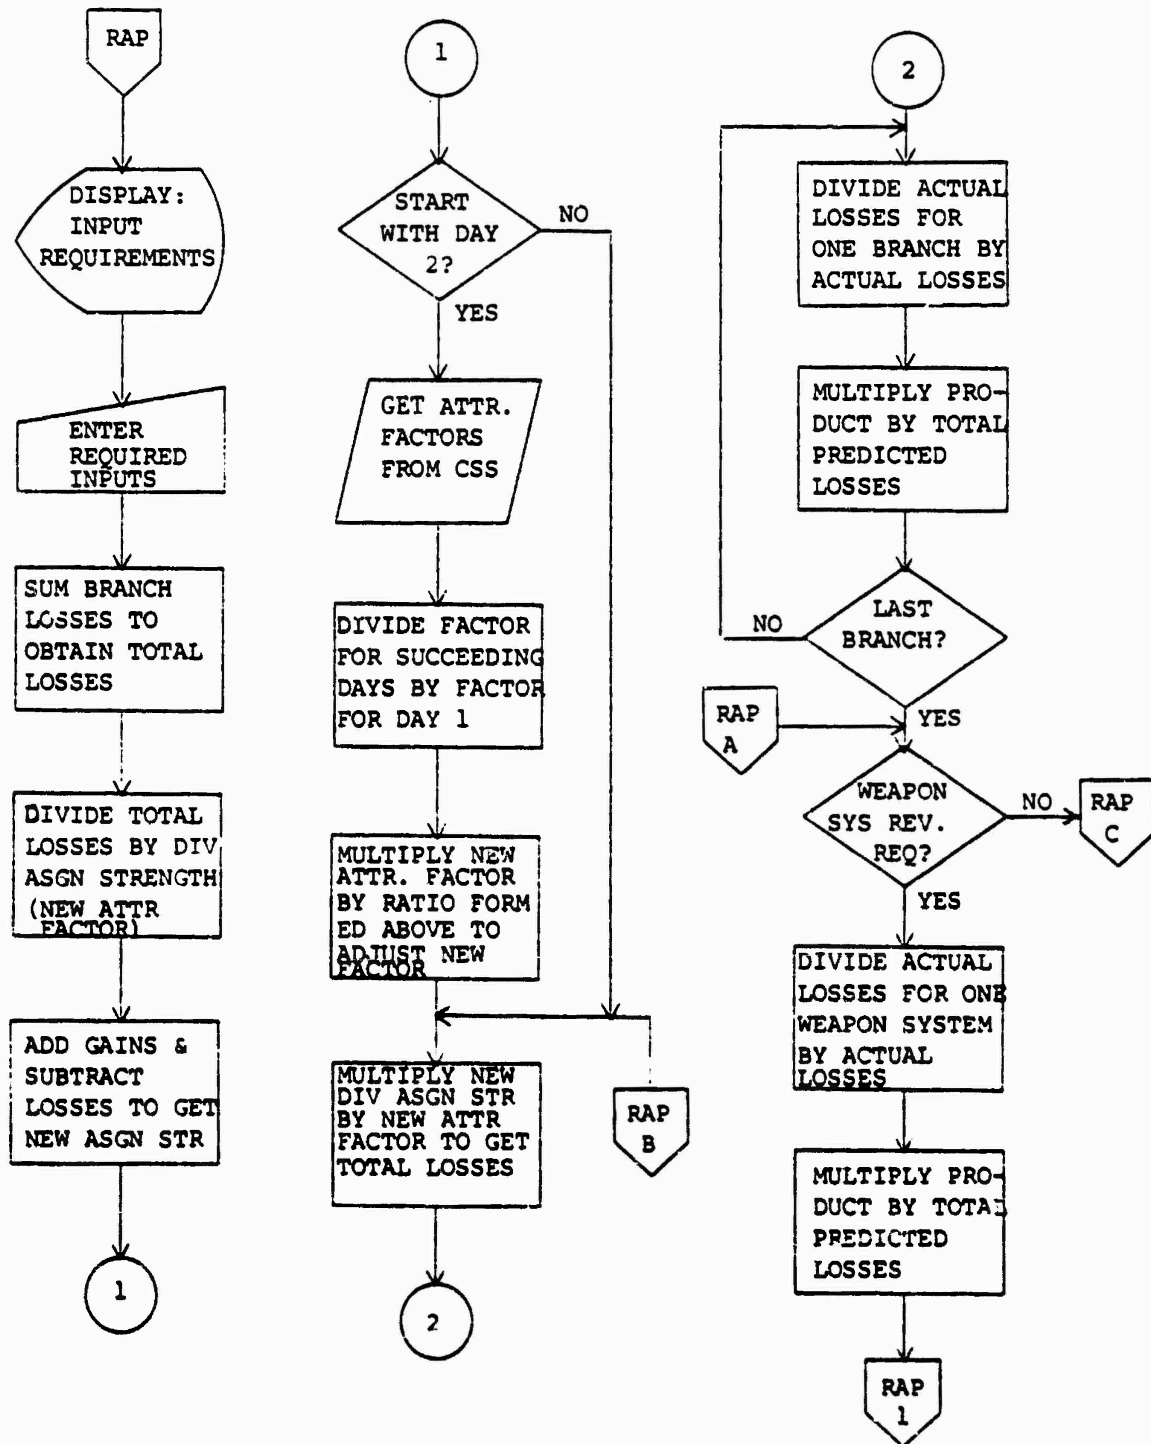 RAP
DISPLAY:
INPUT
REQUIREMENTS
ENTER
REQUIRED
INPUTS
SUM BRANCH
LOSSES TO
OBTAIN TOTAL
LOSSES
DIVIDE TOTAL
LOSSES BY DIV
ASGN STRENGTH
(NEW ATTR
FACTOR)
ADD GAINS &
SUBTRACT
LOSSES TO GET
NEW ASGN STR
1
1
START
WITH DAY
2?
NO
YES
GET ATTR.
FACTORS
FROM CSS
DIVIDE FACTOR
FOR SUCCEEDING
DAYS BY FACTOR
FOR DAY 1
MULTIPLY NEW
ATTR. FACTOR
BY RATIO FORM
ED ABOVE TO
ADJUST NEW
FACTOR
MULTIPLY NEW
DIV ASGN STR
BY NEW ATTR
FACTOR TO GET
TOTAL LOSSES
RAP
B
2
2
DIVIDE ACTUAL
LOSSES FOR
ONE BRANCH BY
ACTUAL LOSSES
MULTIPLY PRO-
DUCT BY TOTAL
PREDICTED
LOSSES
LAST
BRANCH?
NO
YES
RAP
A
WEAPON
SYS REV.
REQ?
NO
RAP
C
YES
DIVIDE ACTUAL
LOSSES FOR ONE
WEAPON SYSTEM
BY ACTUAL
LOSSES
MULTIPLY PRO-
DUCT BY TOTAL
PREDICTED
LOSSES
RAP
1